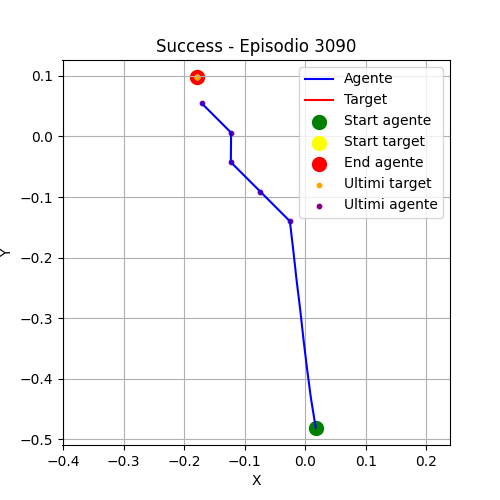 Success - Episodio 3090
Agente
Target
Start agente
Start target
End agente
Ultimi target
Ultimi agente
0.1
0.0
−0.1
−0.2
−0.3
−0.4
−0.5
Y
−0.4
−0.3
−0.2
−0.1
0.0
0.1
0.2
X